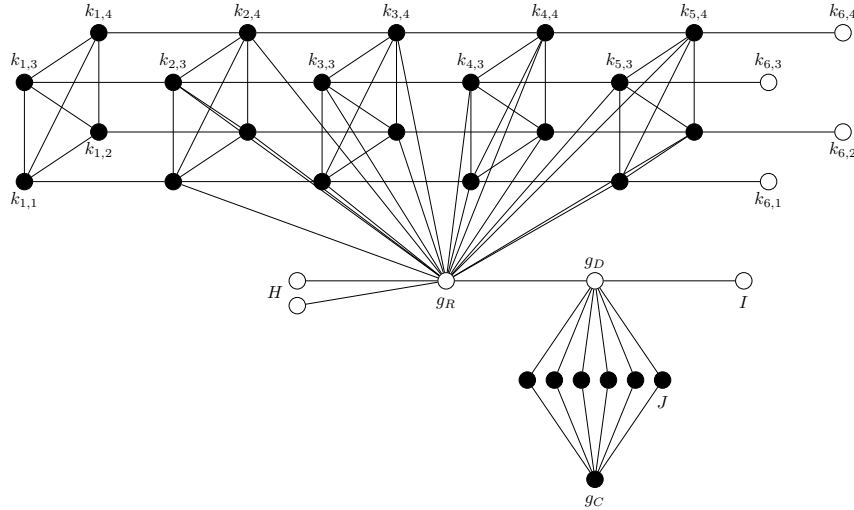 k1,4 k2,4 k3,4 k4,4 k5,4 k6,4
k1,3 k2,3 k3,3 k4,3 k5,3 k6,3
k1,2 k6,2
k1,1 k6,1
gD
H
gR I
J
gC